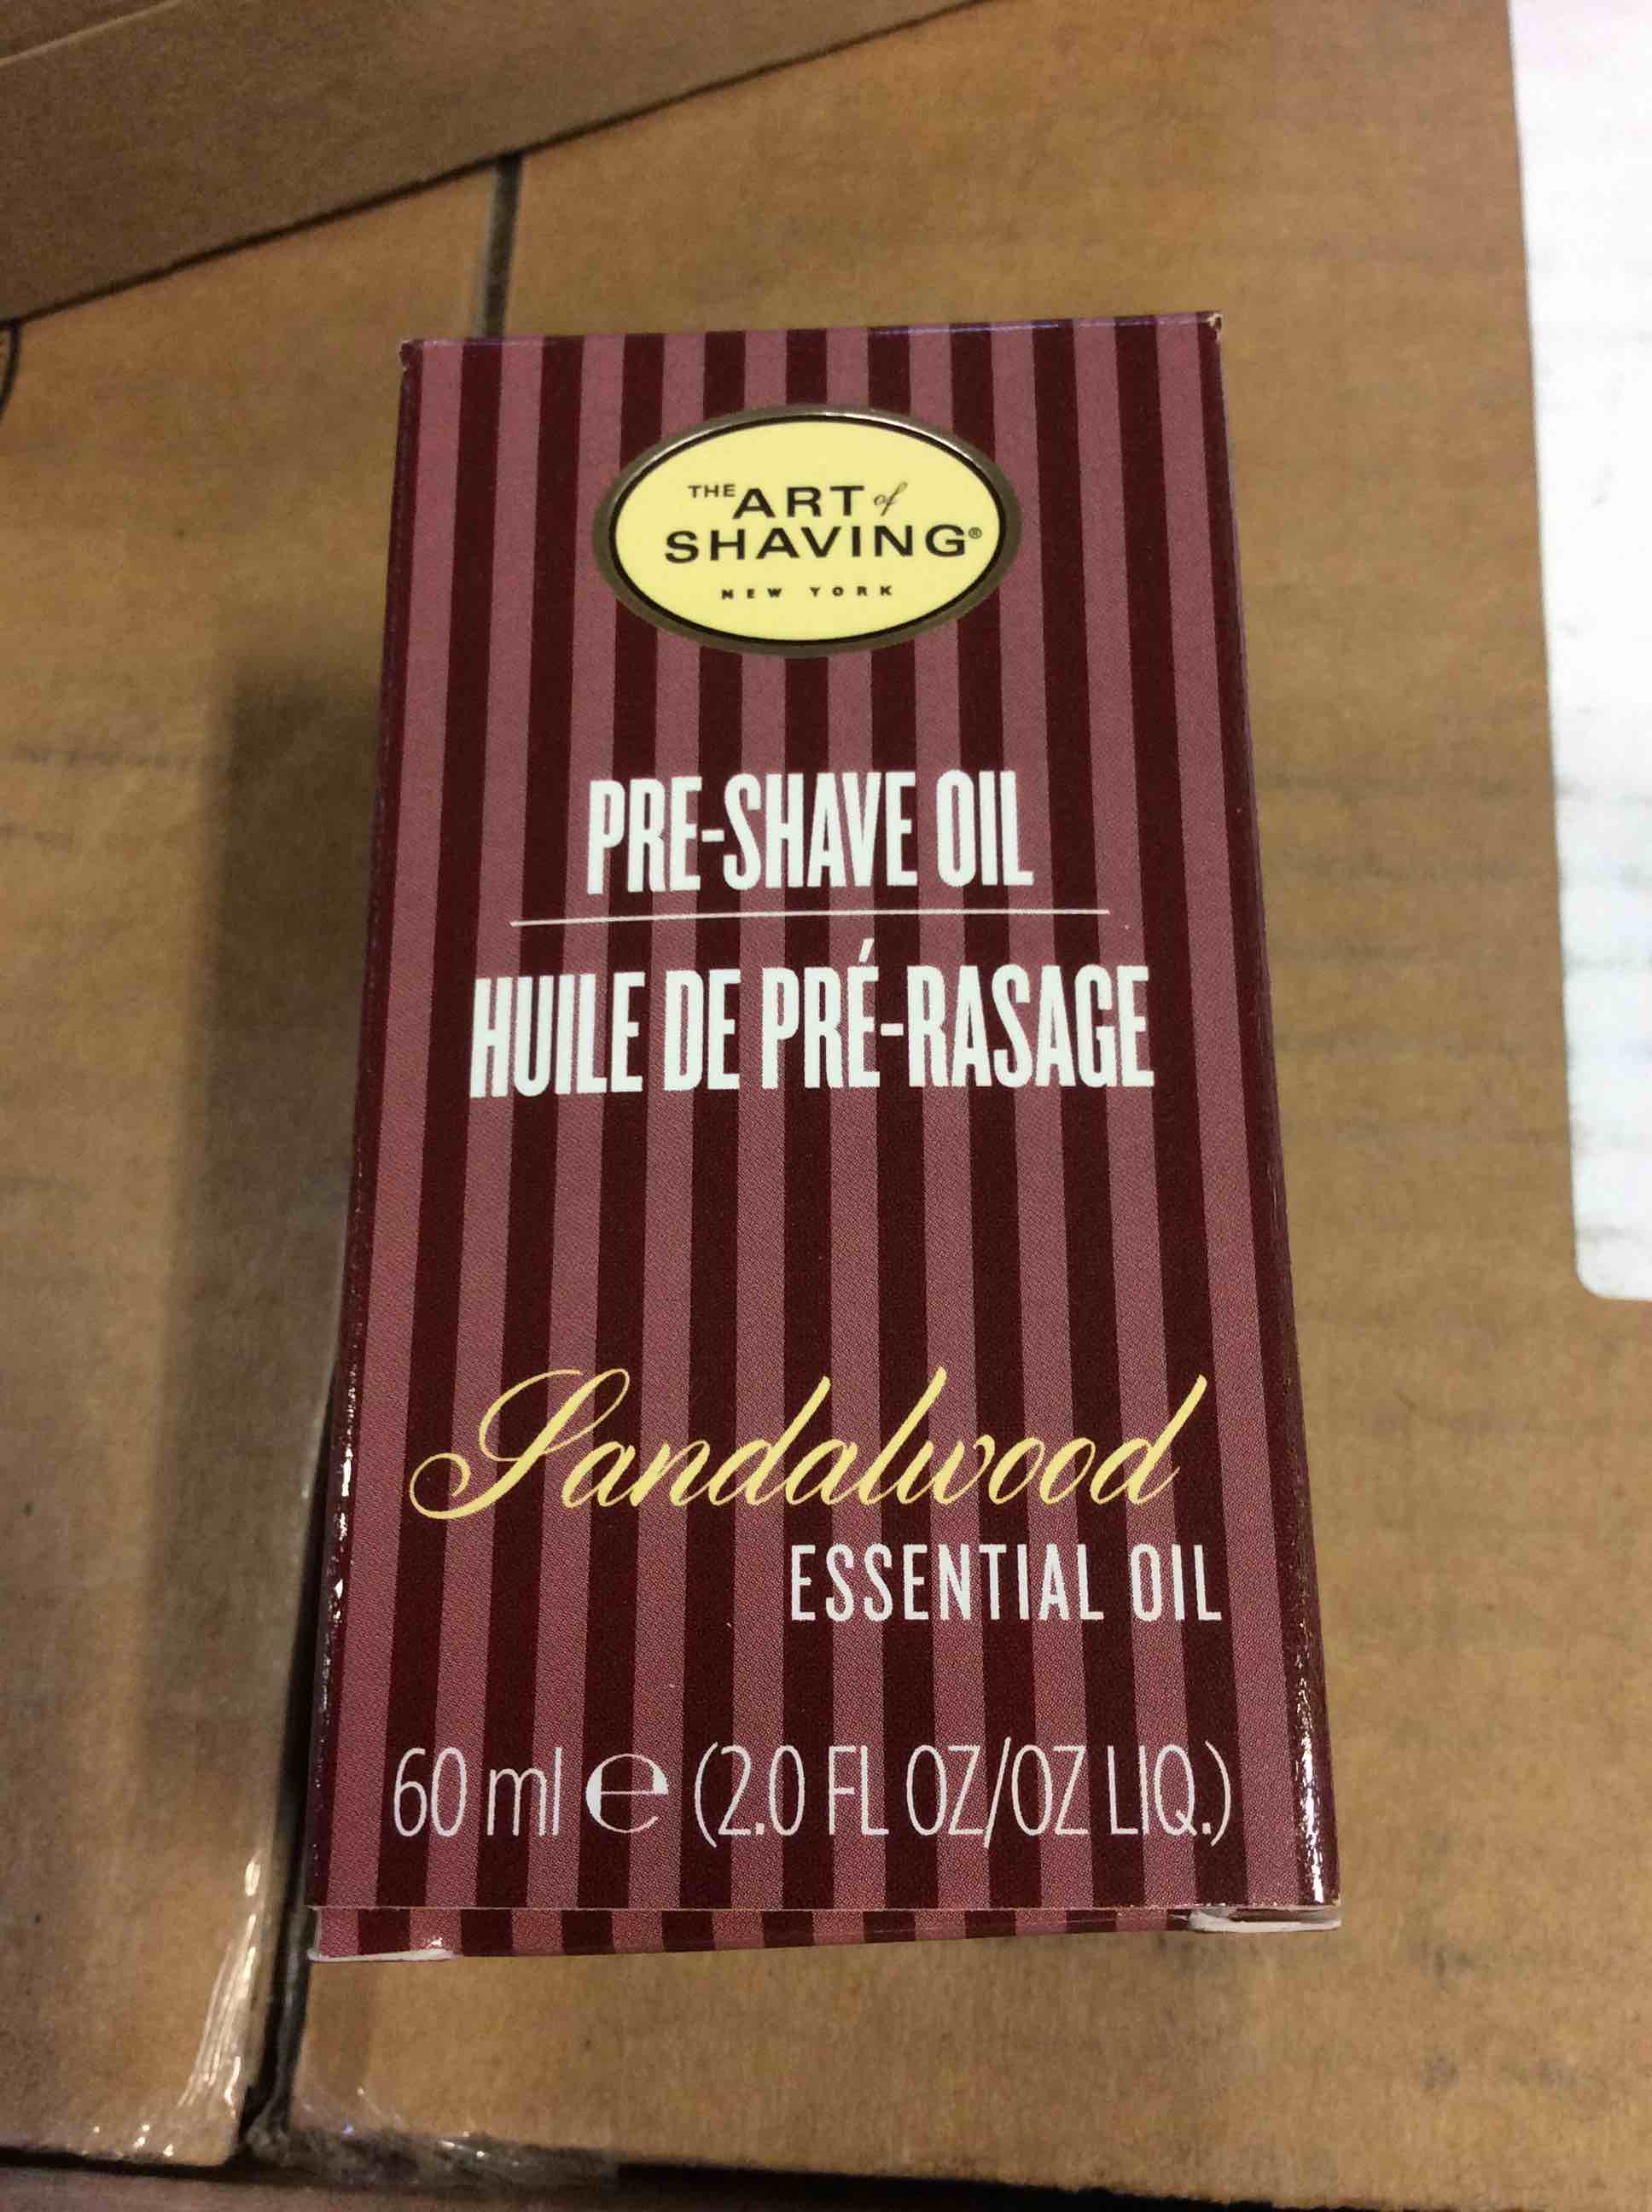 THE ART of
SHAVING®
NEW YORK
PRE-SHAVE OIL
HUILE DE PRÉ-RASAGE
Sandalwood
ESSENTIAL OIL
60 ml ℮ (2.0 FL OZ/OZ LIQ.)